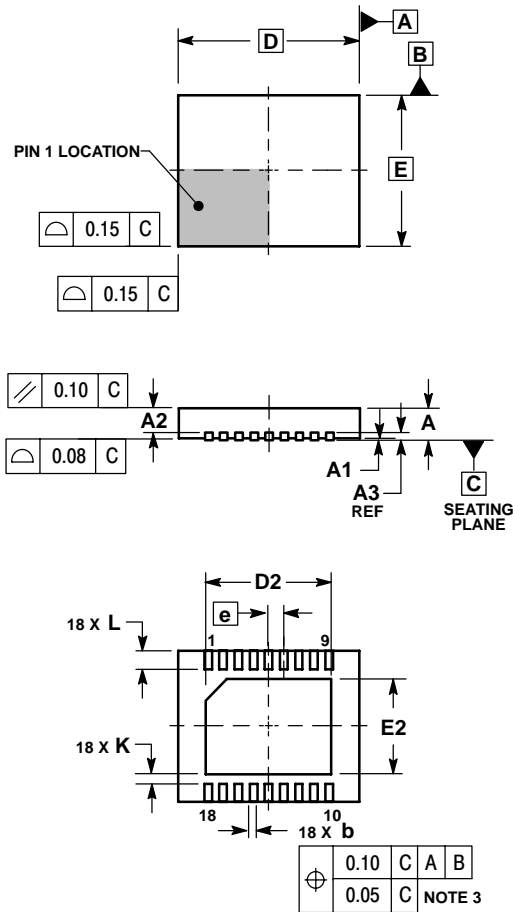 D
A
B
PIN 1 LOCATION
E
⌓ 0.15 C
⌓ 0.15 C
// 0.10 C
A2
A
⌓ 0.08 C
A1
A3
REF
C
SEATING
PLANE
D2
e
18 X L
1 9
E2
18 X K
18 10
18 X b
⌖ 0.10 C A B
0.05 C NOTE 3